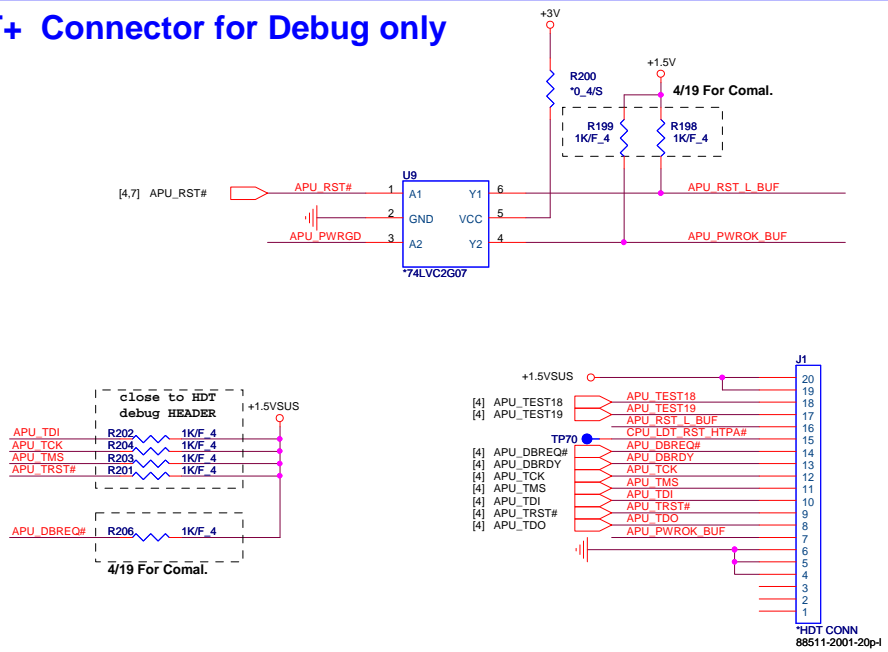 T+ Connector for Debug only
+3V
R200
*0_4/S
+1.5V
4/19 For Comal.
R199
1K/F_4
R198
1K/F_4
U9
[4,7] APU_RST#
APU_RST#
1
A1
Y1
6
APU_RST_L_BUF
2
GND
VCC
5
APU_PWRGD
3
A2
Y2
4
APU_PWROK_BUF
*74LVC2G07
close to HDT
debug HEADER
+1.5VSUS
APU_TDI
R202
1K/F_4
APU_TCK
R204
1K/F_4
APU_TMS
R203
1K/F_4
APU_TRST#
R201
1K/F_4
APU_DBREQ#
R206
1K/F_4
4/19 For Comal.
J1
+1.5VSUS
20
19
[4] APU_TEST18
APU_TEST18
18
[4] APU_TEST19
APU_TEST19
17
APU_RST_L_BUF
16
TP70
CPU_LDT_RST_HTPA#
15
[4] APU_DBREQ#
APU_DBREQ#
14
[4] APU_DBRDY
APU_DBRDY
13
[4] APU_TCK
APU_TCK
12
[4] APU_TMS
APU_TMS
11
[4] APU_TDI
APU_TDI
10
[4] APU_TRST#
APU_TRST#
9
[4] APU_TDO
APU_TDO
8
APU_PWROK_BUF
7
6
5
4
3
2
1
*HDT CONN
88511-2001-20p-l